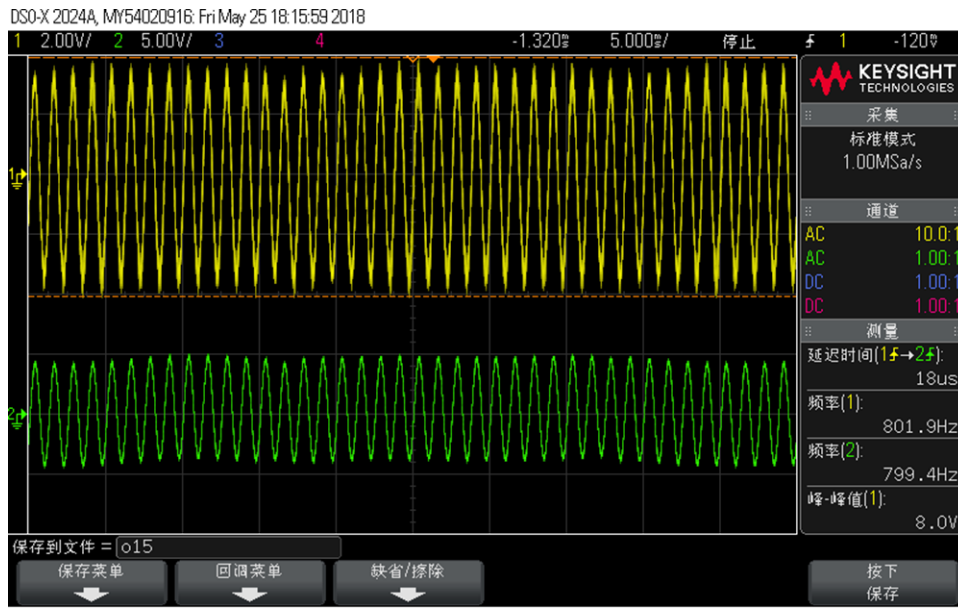 DSO-X 2024A, MY54020916: Fri May 25 18:15:59 2018
1 2.00V/ 2 5.00V/ 3 4 -1.320s 5.000s/ 停止 1 -120V
KEYSIGHT
TECHNOLOGIES
采集
标准模式
1.00MSa/s
通道
AC 10.0:1
AC 1.00:1
DC 1.00:1
DC 1.00:1
测量
延迟时间(1→2):
18us
频率(1):
801.9Hz
频率(2):
799.4Hz
峰-峰值(1):
8.0V
1
2
保存到文件 = o15
保存菜单
回调菜单
缺省/擦除
按下
保存